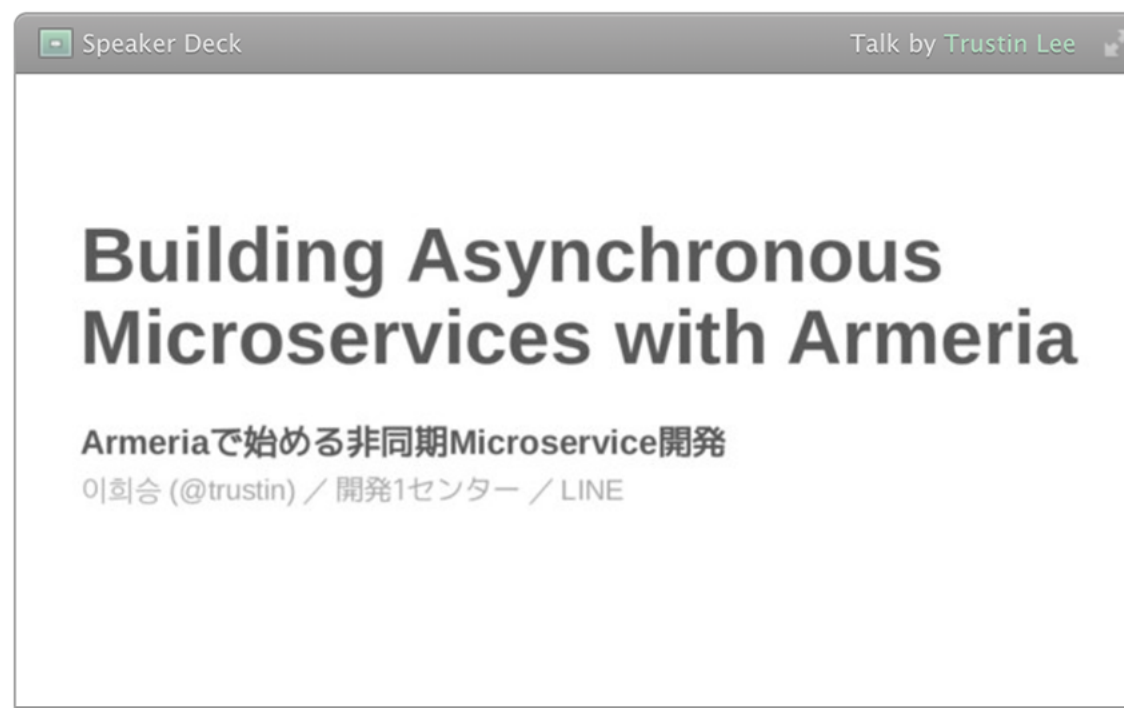 Speaker Deck
Talk by Trustin Lee
Building Asynchronous
Microservices with Armeria
Armeriaで始める非同期Microservice開発
이희승 (@trustin) ／ 開発1センター ／ LINE